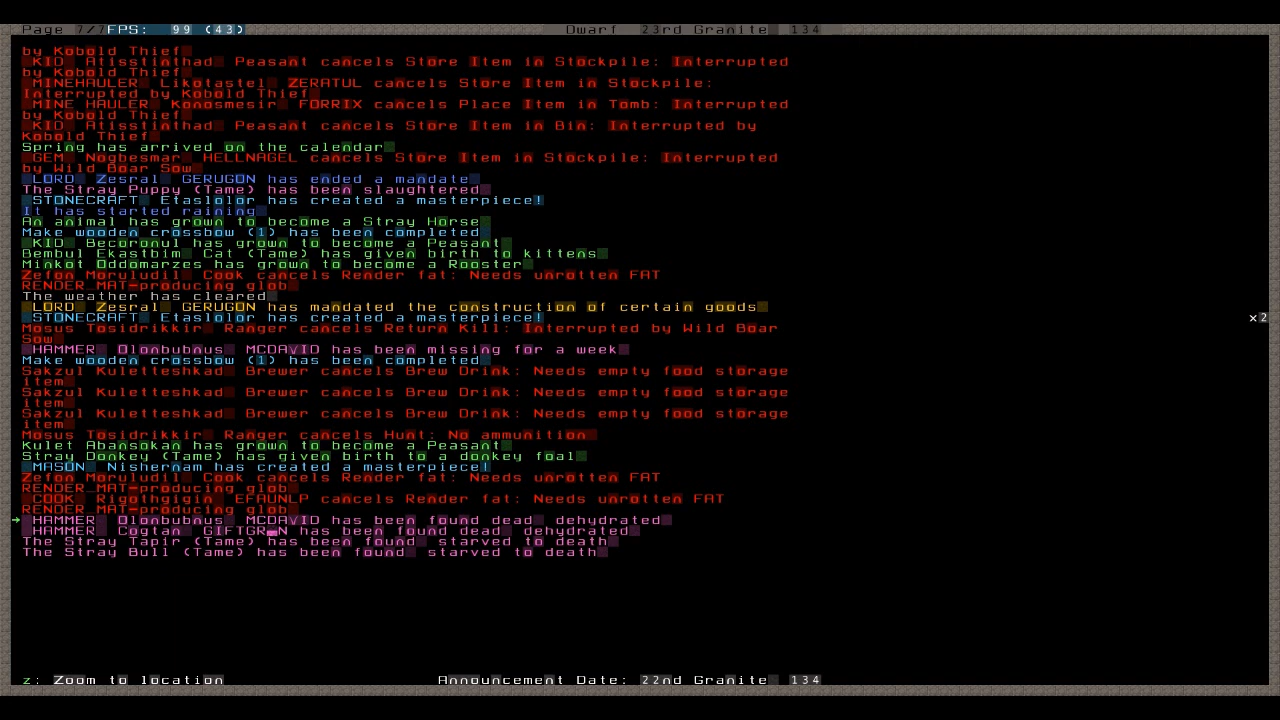 Page 7/7 FPS: 99 (43) Dwarf 23rd Granite 134
by Kobold Thief
KID Atisstinthad Peasant cancels Store Item in Stockpile: Interrupted
by Kobold Thief
MINEHAULER Likotastel ZERATUL cancels Store Item in Stockpile:
Interrupted by Kobold Thief
MINE HAULER Konosmesir FORRIX cancels Place Item in Tomb: Interrupted
by Kobold Thief
KID Atisstinthad Peasant cancels Store Item in Bin: Interrupted by
Kobold Thief
Spring has arrived on the calendar
GEM Nogbesmar HELLNAGEL cancels Store Item in Stockpile: Interrupted
by Wild Boar Sow
LORD Zesral GERUGON has ended a mandate
The Stray Puppy (Tame) has been slaughtered
STONECRAFT Etaslolor has created a masterpiece!
It has started raining
An animal has grown to become a Stray Horse
Make wooden crossbow (1) has been completed
KID Becoronul has grown to become a Peasant
Bembul Ekastbim Cat (Tame) has given birth to kittens
Minkot Oddomarzes has grown to become a Rooster
Zefon Moruludil Cook cancels Render fat: Needs unrotten FAT
RENDER_MAT-producing glob
The weather has cleared
LORD Zesral GERUGON has mandated the construction of certain goods
STONECRAFT Etaslolor has created a masterpiece! x2
Mosus Tosidrikkir Ranger cancels Return Kill: Interrupted by Wild Boar
Sow
HAMMER Olonbubnus MCDAVID has been missing for a week
Make wooden crossbow (1) has been completed
Sakzul Kuletteshkad Brewer cancels Brew Drink: Needs empty food storage
item
Sakzul Kuletteshkad Brewer cancels Brew Drink: Needs empty food storage
item
Sakzul Kuletteshkad Brewer cancels Brew Drink: Needs empty food storage
item
Mosus Tosidrikkir Ranger cancels Hunt: No ammunition
Kulet Abansokan has grown to become a Peasant
Stray Donkey (Tame) has given birth to a donkey foal
MASON Nishernam has created a masterpiece!
Zefon Moruludil Cook cancels Render fat: Needs unrotten FAT
RENDER_MAT-producing glob
COOK Rigothgigin EFAUNLP cancels Render fat: Needs unrotten FAT
RENDER_MAT-producing glob
HAMMER Olonbubnus MCDAVID has been found dead dehydrated
HAMMER Cogtan has been found dead dehydrated
The Stray Tapir (Tame) has been found starved to death
The Stray Bull (Tame) has been found starved to death
z: Zoom to location Announcement Date: 22nd Granite 134